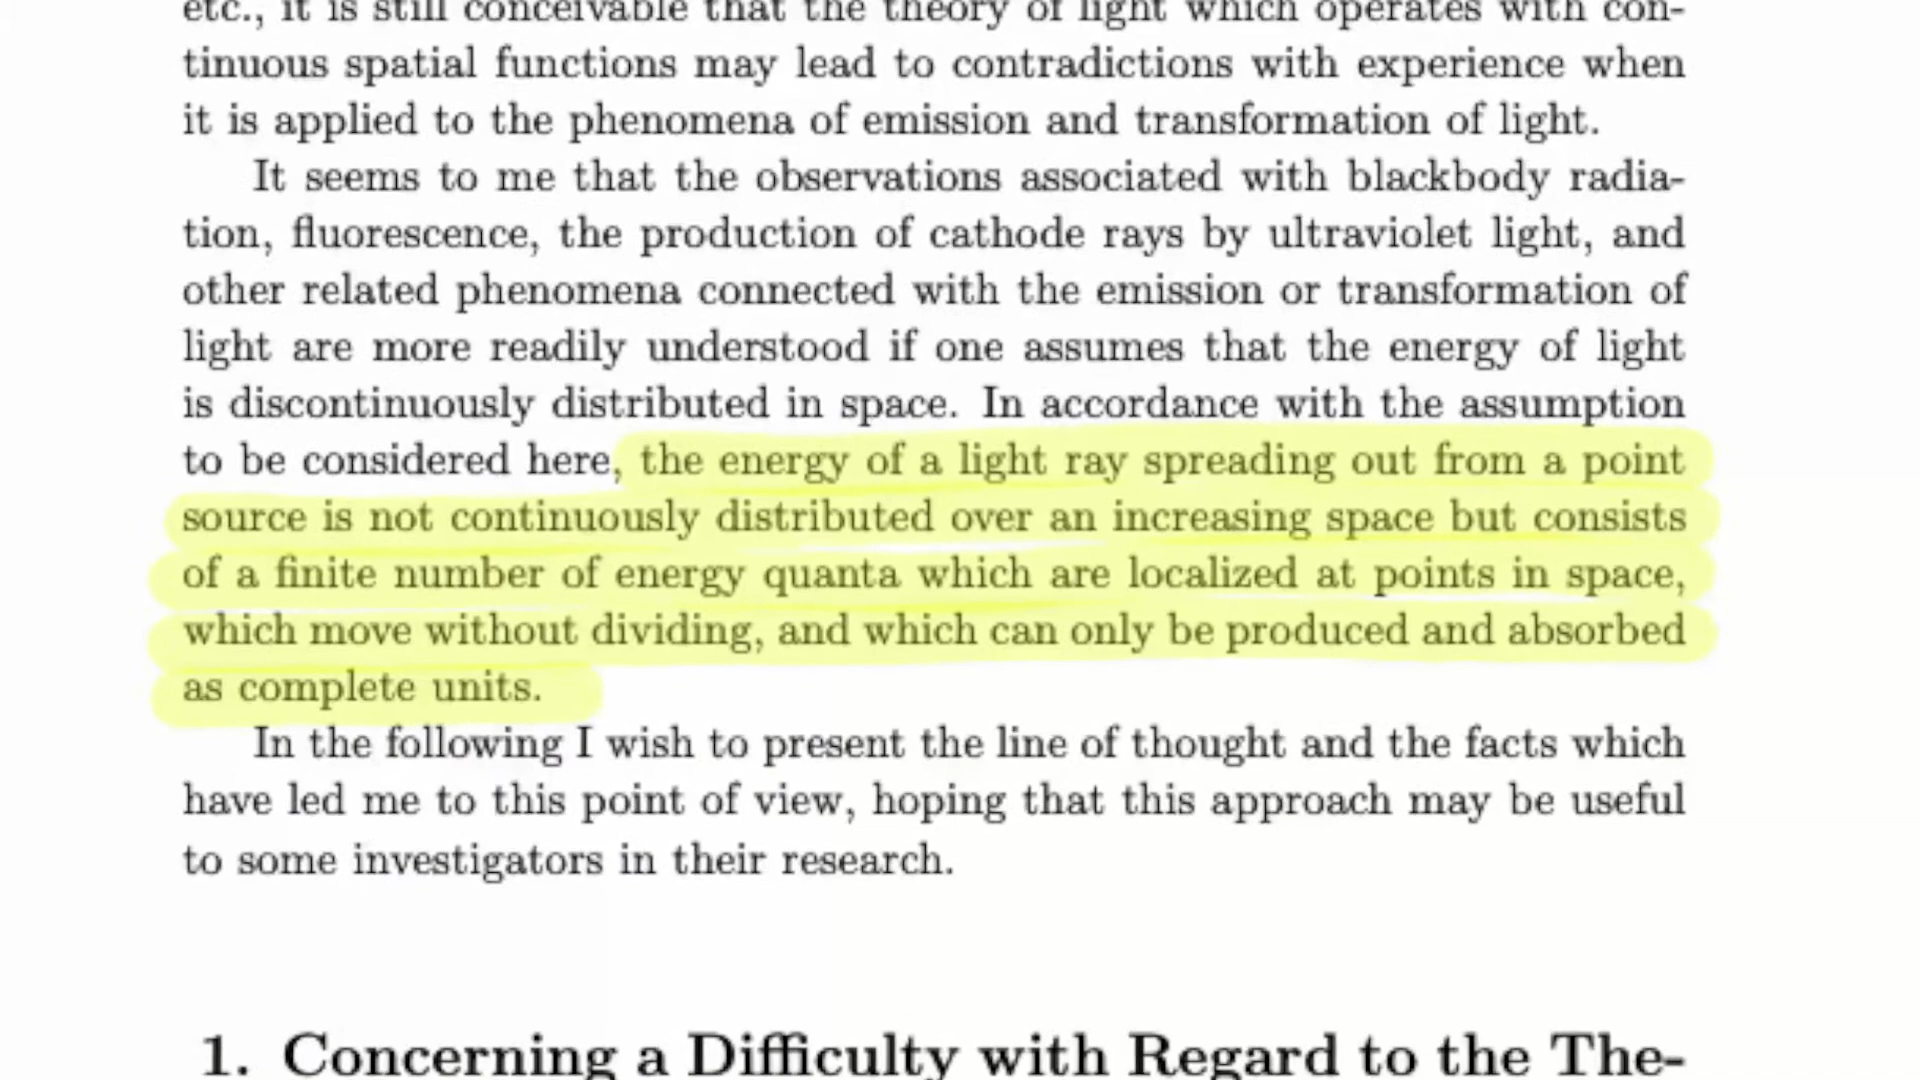 etc., it is still conceivable that the theory of light which operates with con-
tinuous spatial functions may lead to contradictions with experience when
it is applied to the phenomena of emission and transformation of light.
It seems to me that the observations associated with blackbody radia-
tion, fluorescence, the production of cathode rays by ultraviolet light, and
other related phenomena connected with the emission or transformation of
light are more readily understood if one assumes that the energy of light
is discontinuously distributed in space. In accordance with the assumption
to be considered here, the energy of a light ray spreading out from a point
source is not continuously distributed over an increasing space but consists
of a finite number of energy quanta which are localized at points in space,
which move without dividing, and which can only be produced and absorbed
as complete units.
In the following I wish to present the line of thought and the facts which
have led me to this point of view, hoping that this approach may be useful
to some investigators in their research.
1. Concerning a Difficulty with Regard to the The-